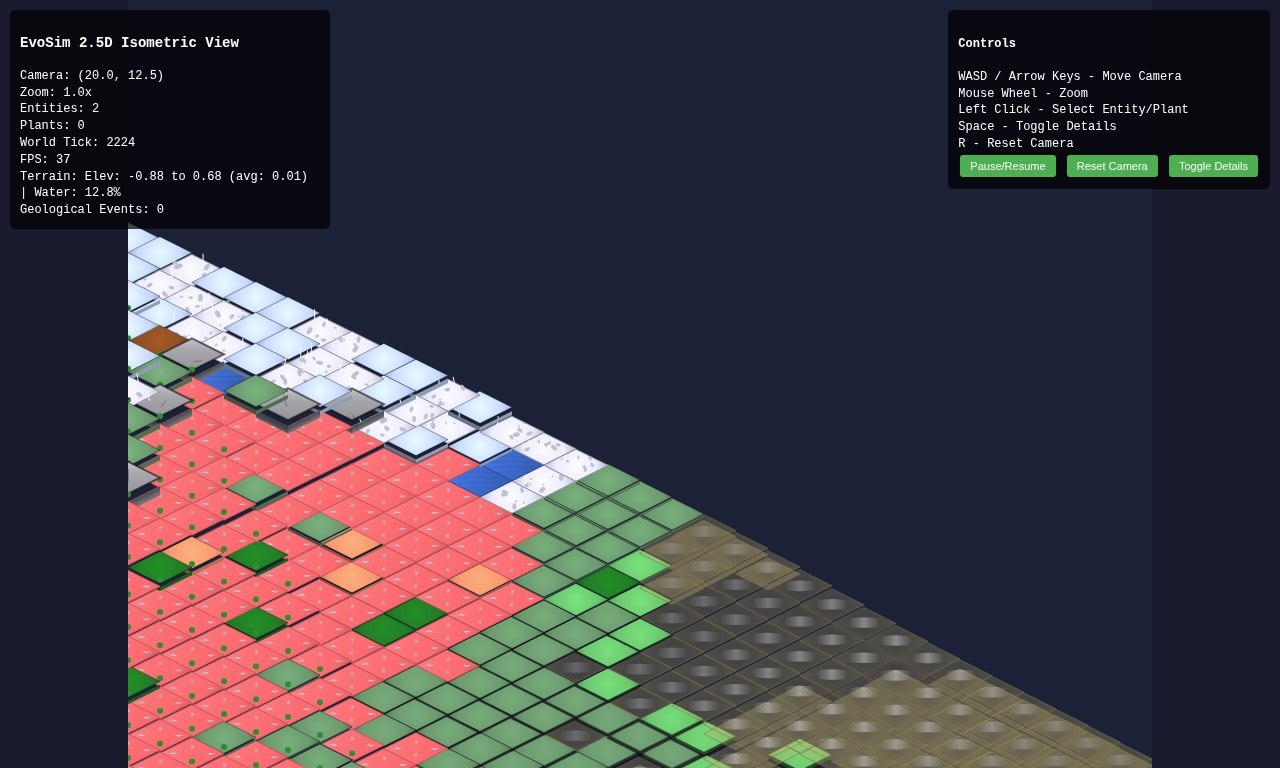 EvoSim 2.5D Isometric View
Camera: (20.0, 12.5)
Zoom: 1.0x
Entities: 2
Plants: 0
World Tick: 2224
FPS: 37
Terrain: Elev: -0.88 to 0.68 (avg: 0.01)
| Water: 12.8%
Geological Events: 0
Controls
WASD / Arrow Keys - Move Camera
Mouse Wheel - Zoom
Left Click - Select Entity/Plant
Space - Toggle Details
R - Reset Camera
Pause/Resume Reset Camera Toggle Details